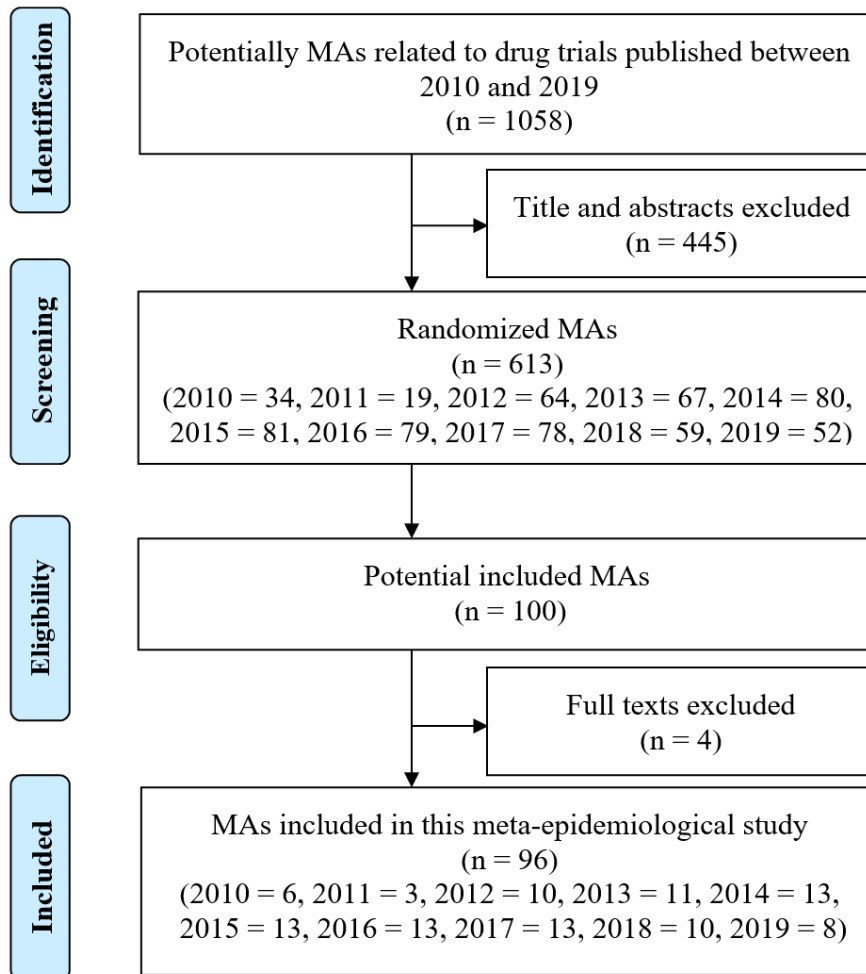 Identification
Potentially MAs related to drug trials published between
2010 and 2019
(n = 1058)
Title and abstracts excluded
(n = 445)
Screening
Randomized MAs
(n = 613)
(2010 = 34, 2011 = 19, 2012 = 64, 2013 = 67, 2014 = 80,
2015 = 81, 2016 = 79, 2017 = 78, 2018 = 59, 2019 = 52)
Eligibility
Potential included MAs
(n = 100)
Full texts excluded
(n = 4)
Included
MAs included in this meta-epidemiological study
(n = 96)
(2010 = 6, 2011 = 3, 2012 = 10, 2013 = 11, 2014 = 13,
2015 = 13, 2016 = 13, 2017 = 13, 2018 = 10, 2019 = 8)